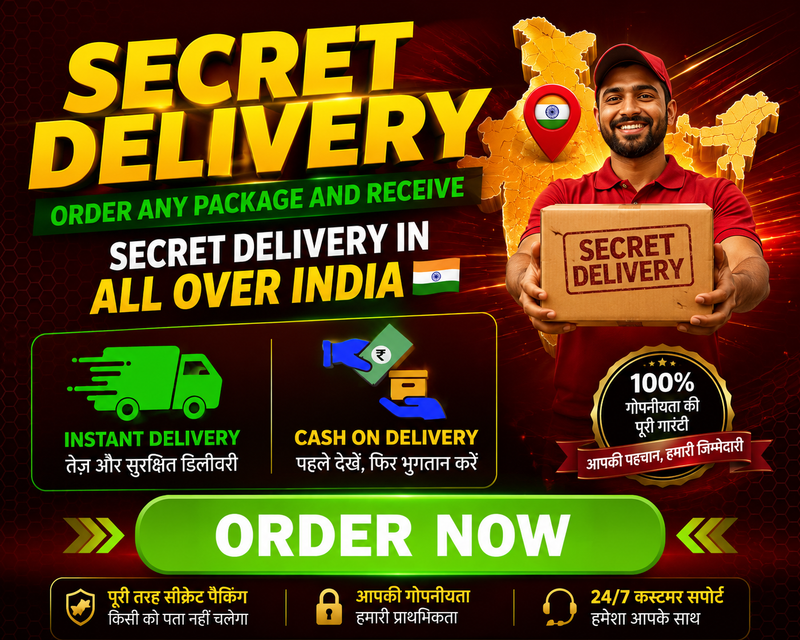 SECRET
DELIVERY
ORDER ANY PACKAGE AND RECEIVE
SECRET DELIVERY IN
ALL OVER INDIA
SECRET
DELIVERY
INSTANT DELIVERY
तेज़ और सुरक्षित डिलीवरी
₹
CASH ON DELIVERY
पहले देखें, फिर भुगतान करें
100%
गोपनीयता की
पूरी गारंटी
आपकी पहचान, हमारी जिम्मेदारी
ORDER NOW
पूरी तरह सीक्रेट पैकिंग
किसी को पता नहीं चलेगा
आपकी गोपनीयता
हमारी प्राथमिकता
24/7 कस्टमर सपोर्ट
हमेशा आपके साथ